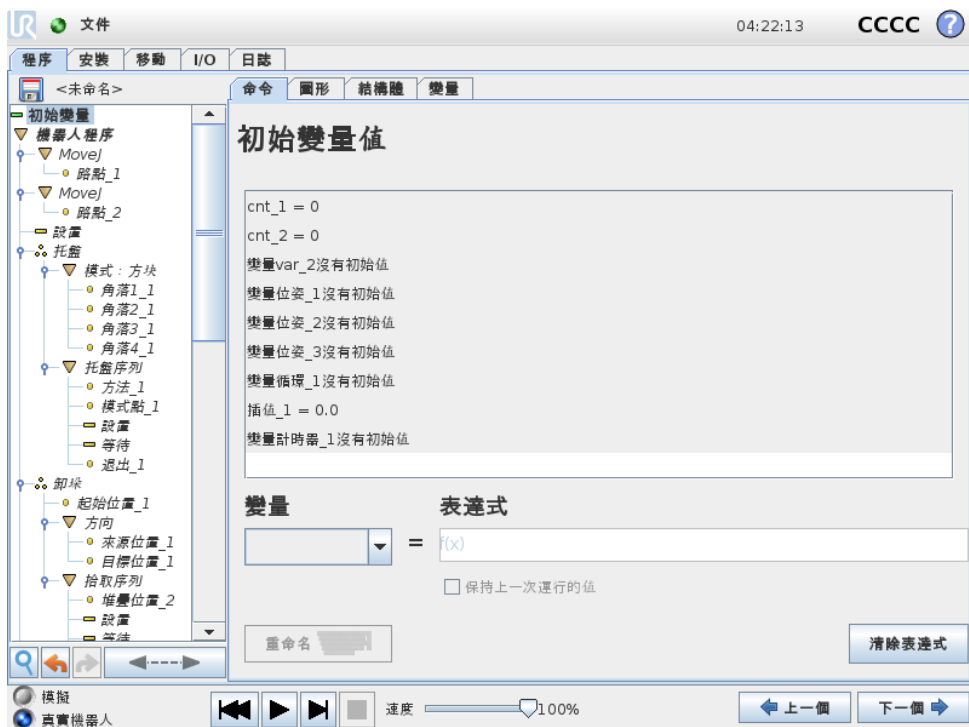 UR 文件 04:22:13 CCCC ?
程序 安裝 移動 I/O 日誌
<未命名>
命令 圖形 結構體 變量
初始變量
機器人程序
MoveJ
路點_1
MoveJ
路點_2
設置
托盤
模式：方块
角落1_1
角落2_1
角落3_1
角落4_1
托盤序列
方法_1
模式點_1
設置
等待
退出_1
卸垛
起始位置_1
方向
來源位置_1
目標位置_1
拾取序列
堆疊位置_2
設置
等待
初始變量值
cnt_1 = 0
cnt_2 = 0
變量var_2沒有初始值
變量位姿_1沒有初始值
變量位姿_2沒有初始值
變量位姿_3沒有初始值
變量循環_1沒有初始值
插值_1 = 0.0
變量計時器_1沒有初始值
變量 表達式
= f(x)
保持上一次運行的值
重命名 清除表達式
模擬
真實機器人
速度 100% 上一個 下一個